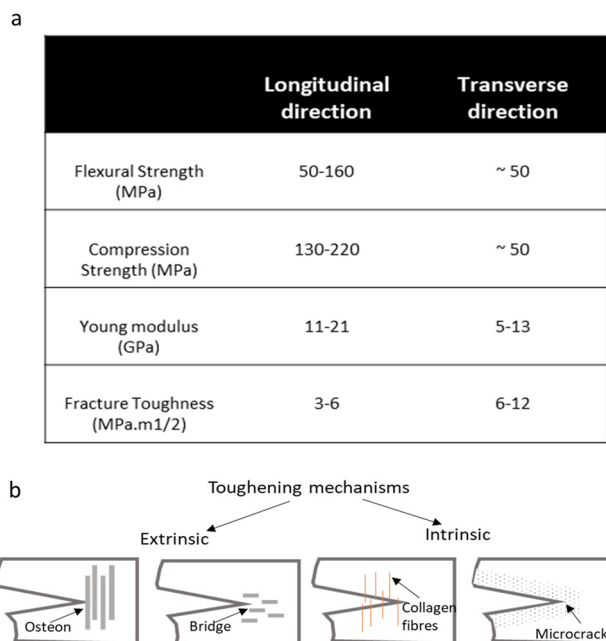 a
Longitudinal
direction
Transverse
direction
Flexural Strength
(MPa)
50-160
~ 50
Compression
Strength (MPa)
130-220
~ 50
Young modulus
(GPa)
11-21
5-13
Fracture Toughness
(MPa.m1/2)
3-6
6-12
b
Toughening mechanisms
Extrinsic
Intrinsic
Osteon
Bridge
Collagen
fibres
Microcrack